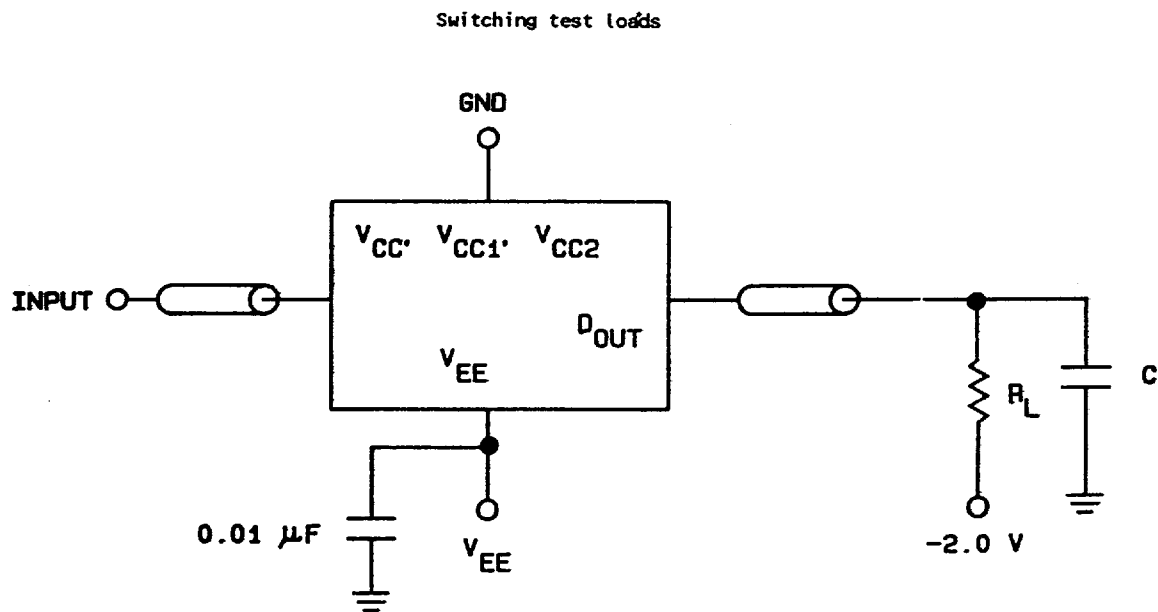 Switching test loads
GND
VCC, VCC1, VCC2
INPUT
DOUT
VEE
RL
C
0.01 μF
VEE
-2.0 V